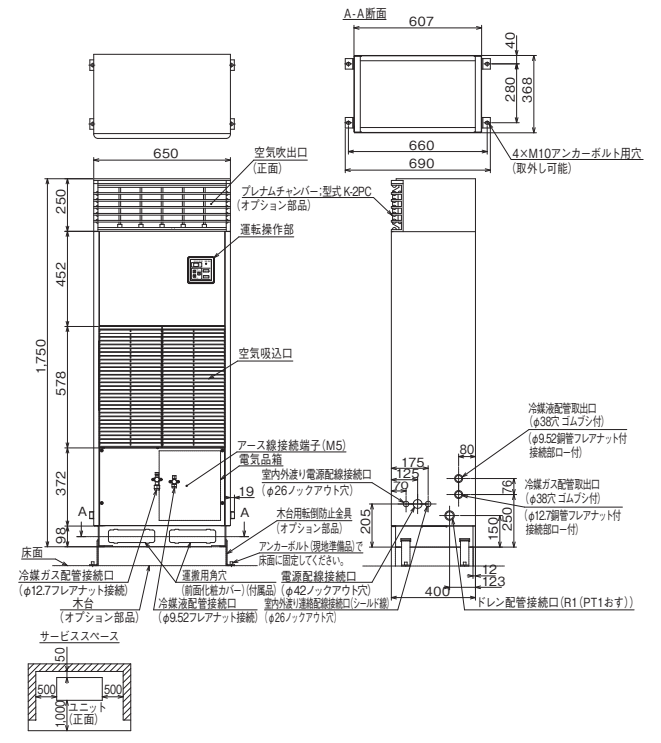 A-A断面
607
40
280
368
660
690
4×M10アンカーボルト用穴
(取外し可能)
650
空気吹出口
(正面)
プレナムチャンバー;型式 K-2PC
(オプション部品)
運転操作部
250
452
578
1,750
372
98
空気吸込口
アース線接続端子(M5)
電気品箱
19
A
A
室内外渡り電源配線接続口
(φ26ノックアウト穴)
木台用転倒防止金具
(オプション部品)
アンカーボルト(現地準備品)で
床面に固定してください。
床面
冷媒ガス配管接続口
(φ12.7フレアナット接続)
木台
(オプション部品)
運搬用角穴
(前面化粧カバー)(付属品)
冷媒液配管接続口
(φ9.52フレアナット接続)
電源配線接続口
(φ42ノックアウト穴)
室内外渡り連絡配線接続口(シールド線)
(φ26ノックアウト穴)
175
125
70
205
80
76
250
150
12
123
400
冷媒液配管取出口
(φ38穴 ゴムブシ付)
(φ9.52銅管フレアナット付
接続部ロー付)
冷媒ガス配管取出口
(φ38穴 ゴムブシ付)
(φ12.7銅管フレアナット付
接続部ロー付)
ドレン配管接続口(R1(PT1おす))
サービススペース
50
500
500
1,000
ユニット
(正面)